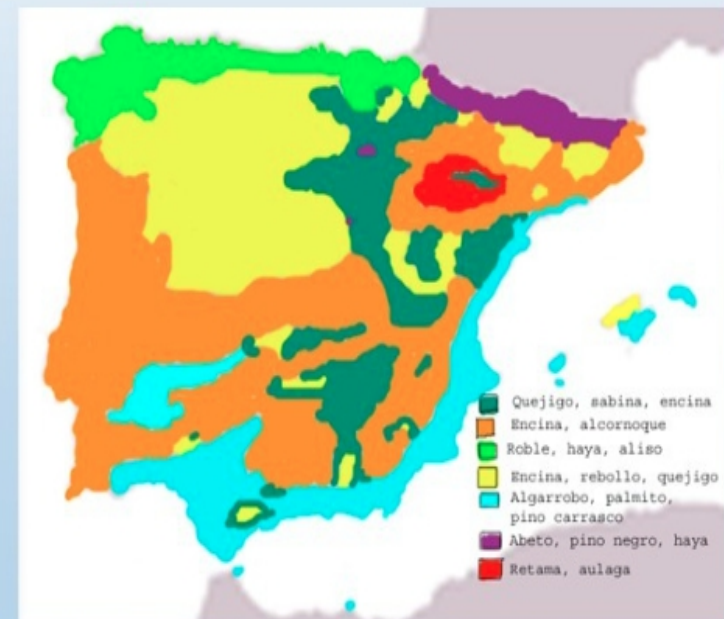 Quejigo, sabina, encina
Encina, alcornoque
Roble, haya, aliso
Encina, rebollo, quejigo
Algarrobo, palmito,
pino carrasco
Abeto, pino negro, haya
Retama, aulaga